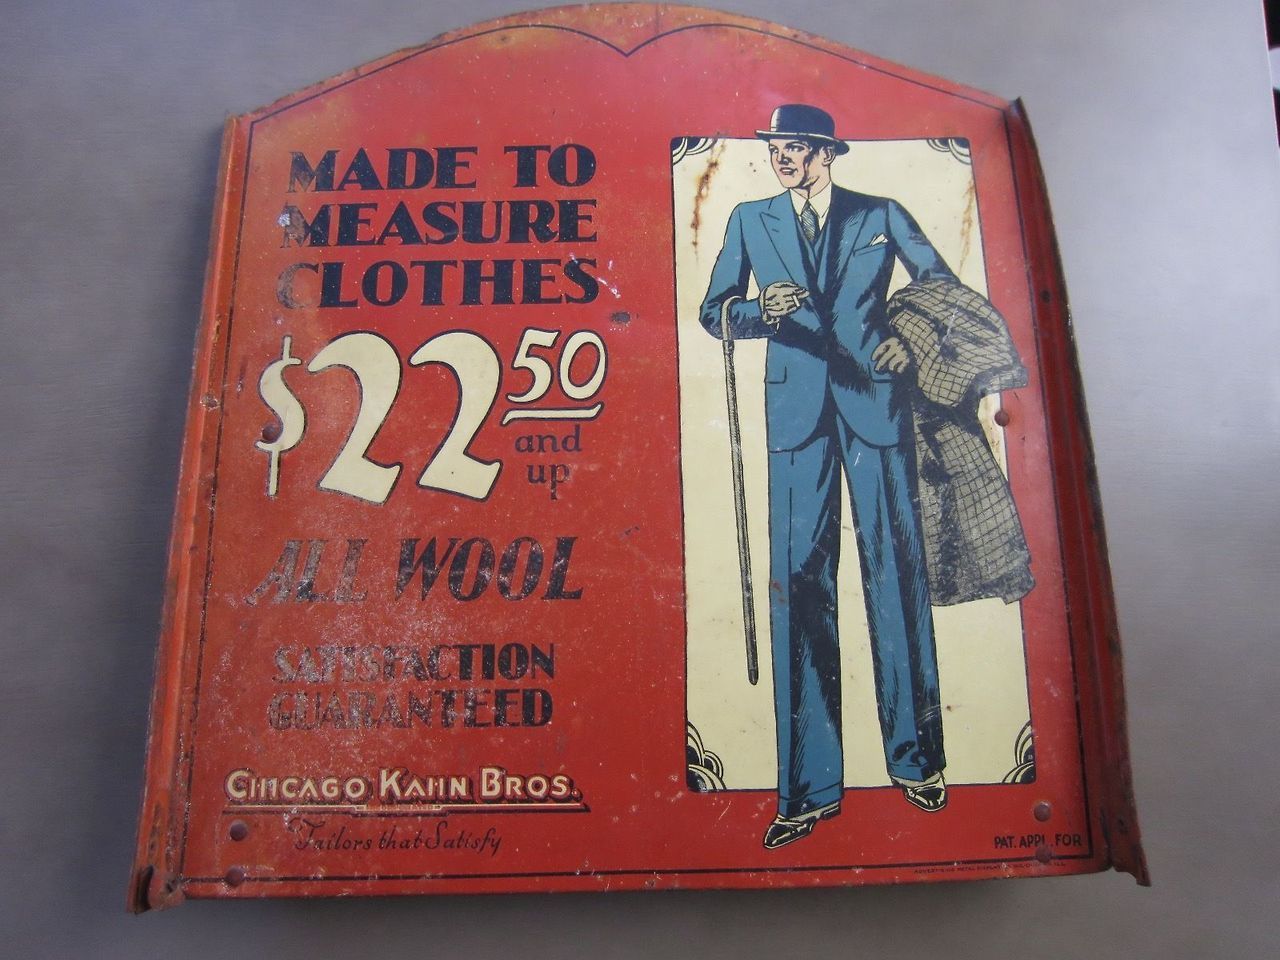 MADE TO
MEASURE
CLOTHES
$22 50
and
up
ALL WOOL
SATISFACTION
GUARANTEED
CHICAGO KAHN BROS.
Tailors that Satisfy
PAT. APPL. FOR